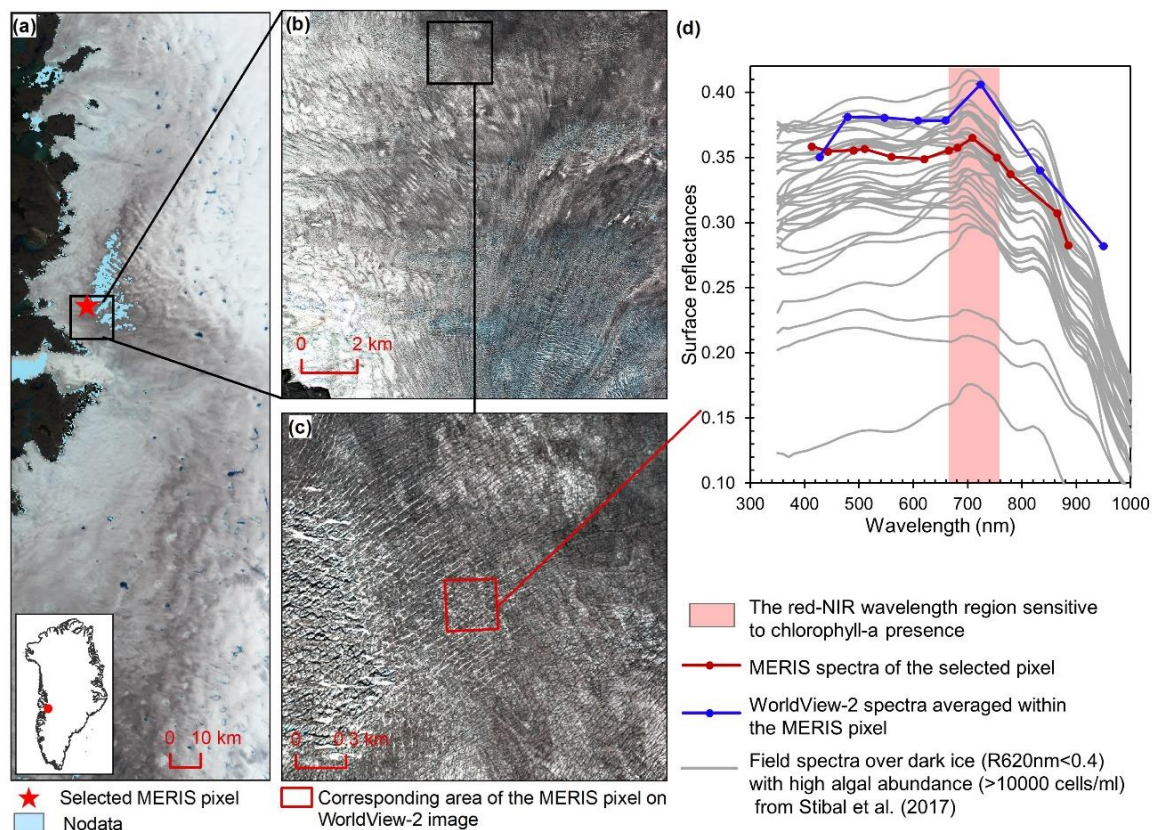 (a)
(b)
(d)
0 2 km
(c)
0 10 km
0 0.3 km
Selected MERIS pixel
Nodata
Corresponding area of the MERIS pixel on
WorldView-2 image
Surface reflectances
0.40
0.35
0.30
0.25
0.20
0.15
0.10
300 400 500 600 700 800 900 1000
Wavelength (nm)
The red-NIR wavelength region sensitive
to chlorophyll-a presence
MERIS spectra of the selected pixel
WorldView-2 spectra averaged within
the MERIS pixel
Field spectra over dark ice (R620nm<0.4)
with high algal abundance (>10000 cells/ml)
from Stibal et al. (2017)